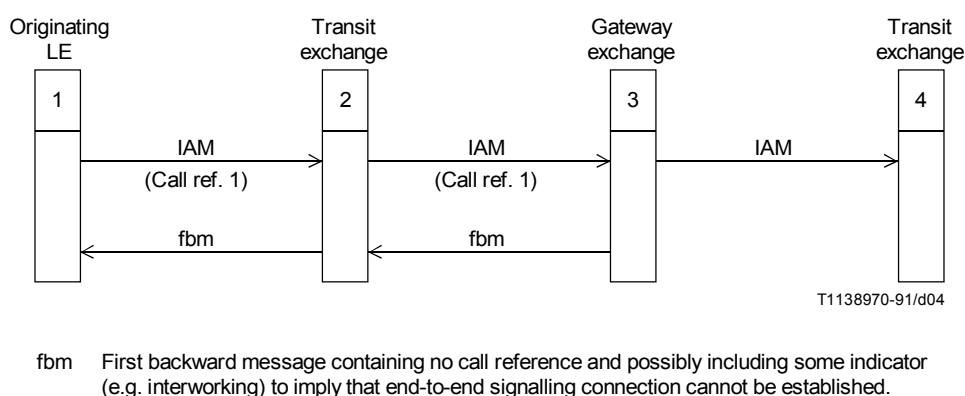 Originating
LE
Transit
exchange
Gateway
exchange
Transit
exchange
1
2
3
4
IAM
IAM
IAM
(Call ref. 1)
(Call ref. 1)
fbm
fbm
T1138970-91/d04
fbm First backward message containing no call reference and possibly including some indicator
(e.g. interworking) to imply that end-to-end signalling connection cannot be established.